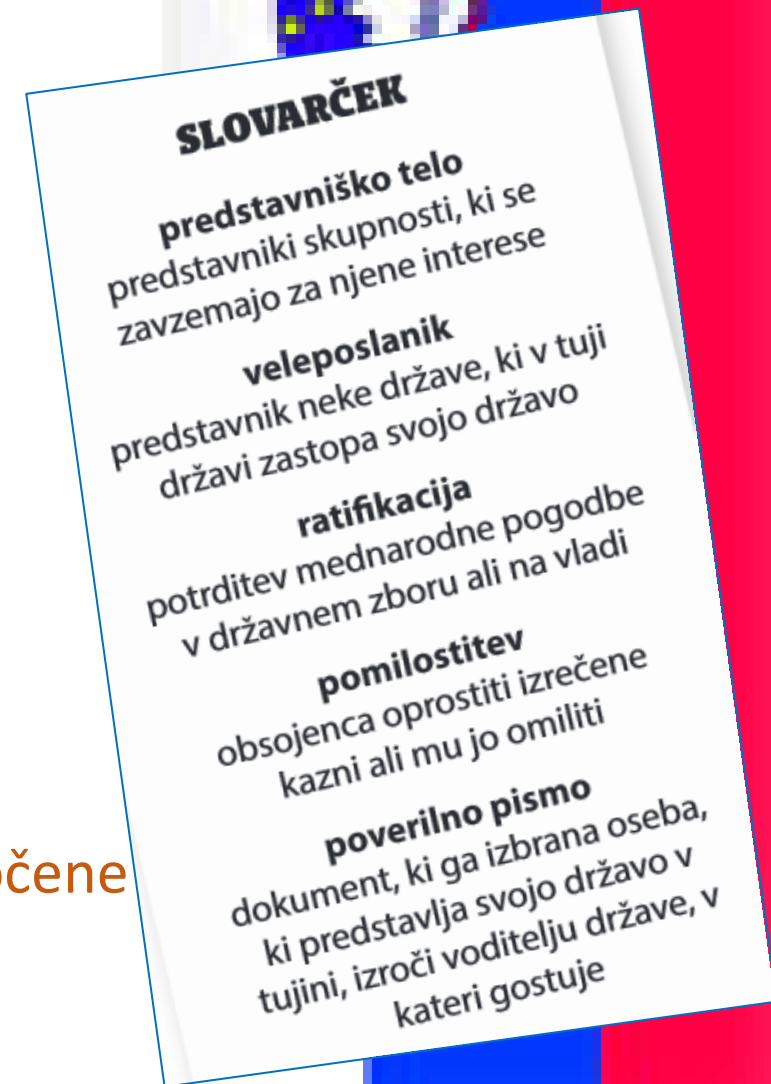 SLOVARČEK
predstavniško telo
predstavniki skupnosti, ki se
zavzemajo za njene interese
veleposlanik
predstavnik neke države, ki v tuji
državi zastopa svojo državo
ratifikacija
potrditev mednarodne pogodbe
v državnem zboru ali na vladi
pomilostitev
obsojenca oprostiti izrečene
kazni ali mu jo omiliti
poverilno pismo
dokument, ki ga izbrana oseba,
ki predstavlja svojo državo v
tujini, izroči voditelju države, v
kateri gostuje